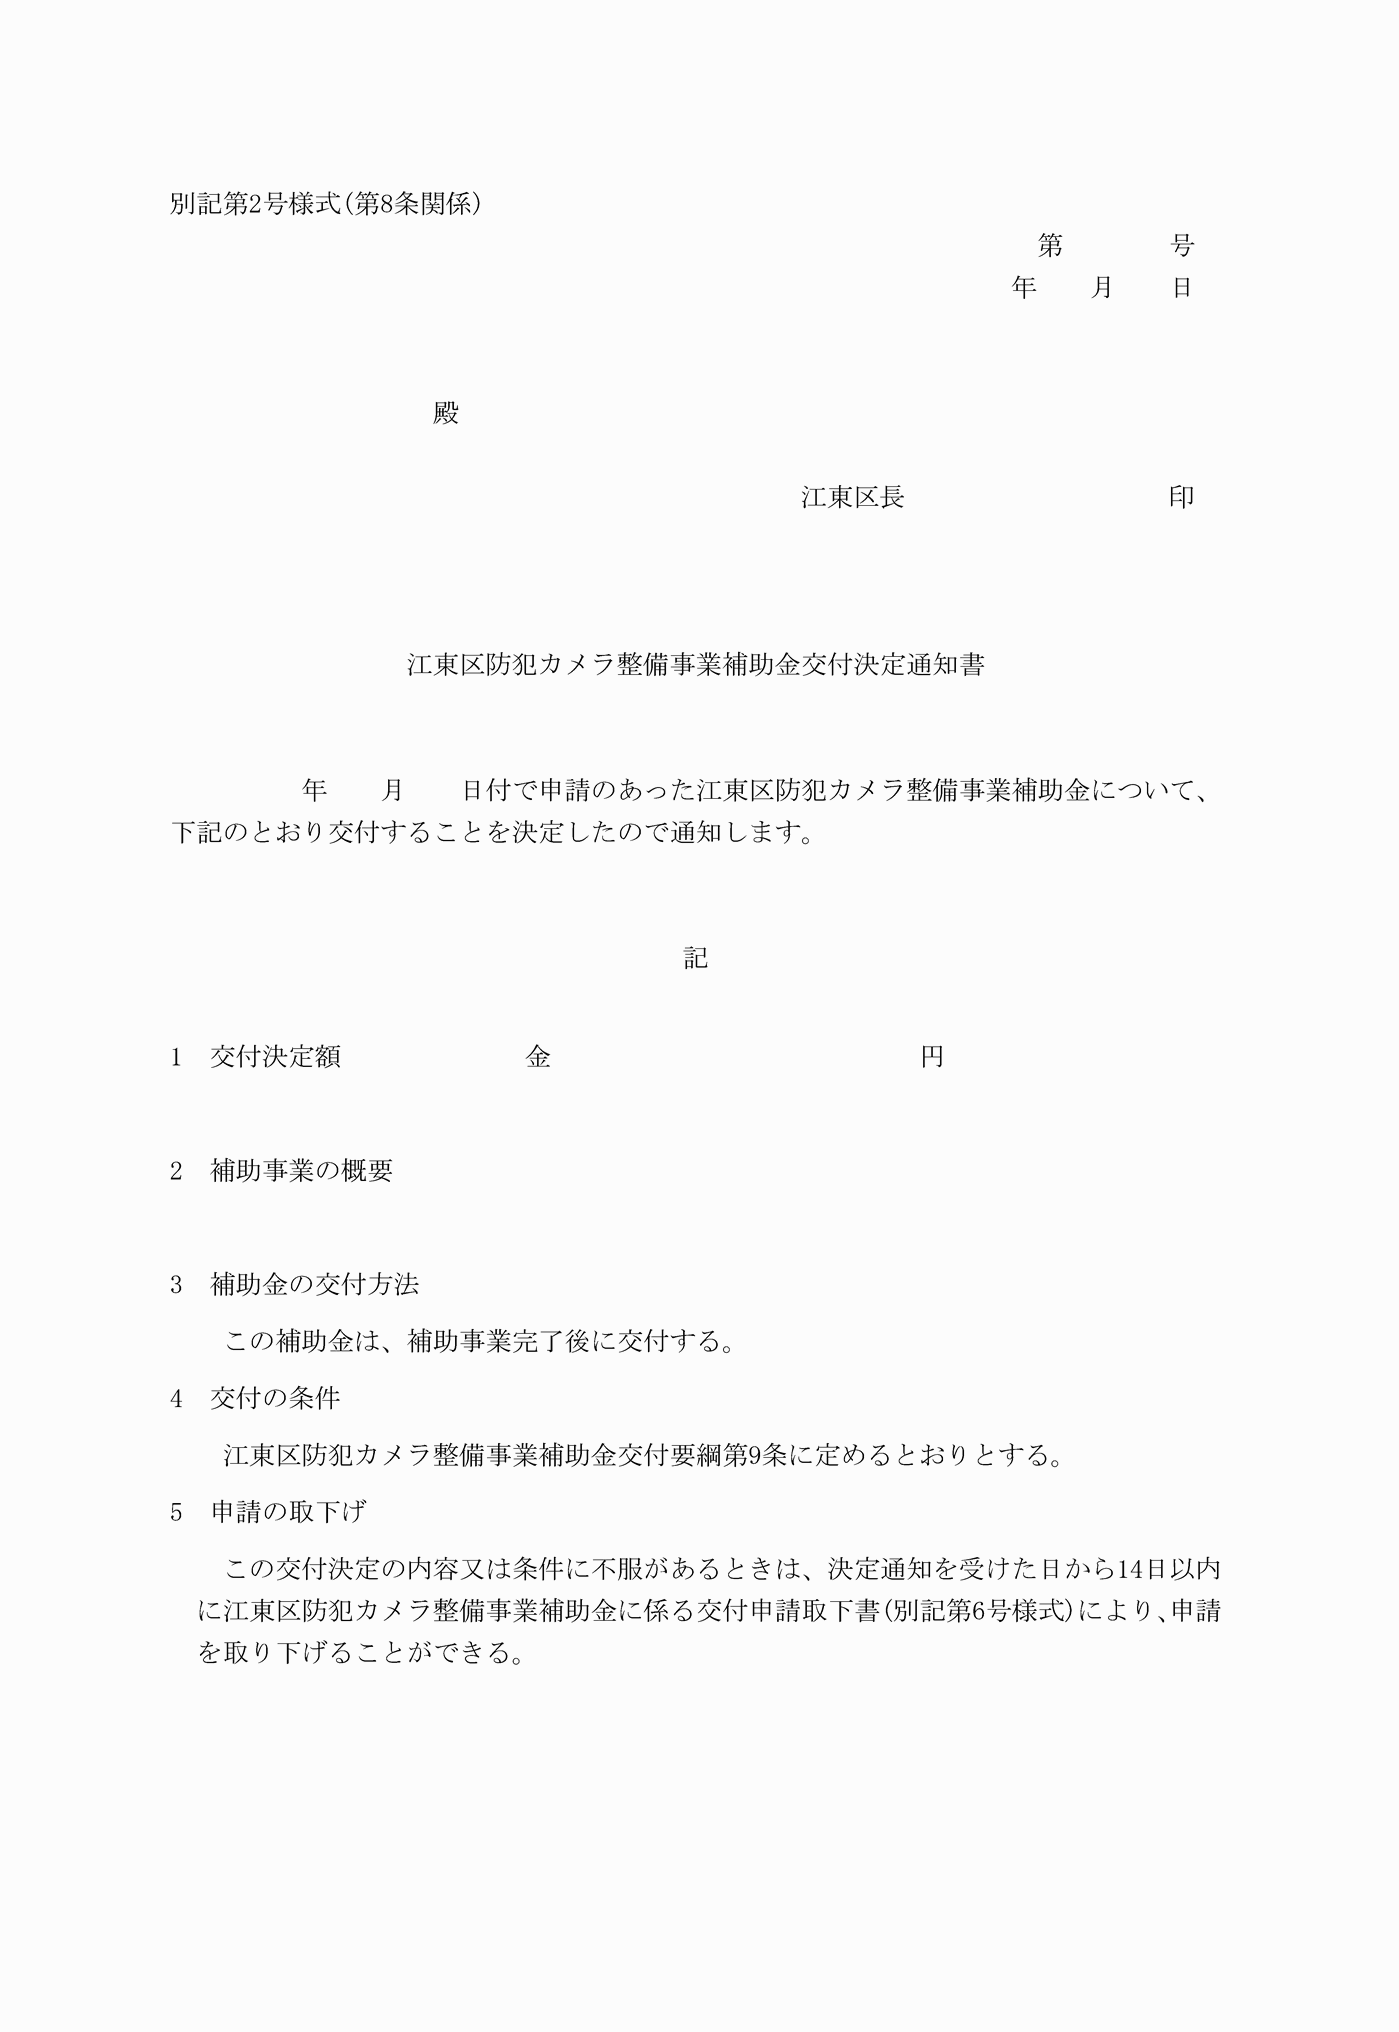 別記第2号様式(第8条関係)
第　　　　号
年　　月　　日
殿
江東区長　　　　　　　　　　印
江東区防犯カメラ整備事業補助金交付決定通知書
年　　月　　日付で申請のあった江東区防犯カメラ整備事業補助金について、
下記のとおり交付することを決定したので通知します。
記
1　交付決定額　　　　　　　金　　　　　　　　　　　　　　円
2　補助事業の概要
3　補助金の交付方法
この補助金は、補助事業完了後に交付する。
4　交付の条件
江東区防犯カメラ整備事業補助金交付要綱第9条に定めるとおりとする。
5　申請の取下げ
この交付決定の内容又は条件に不服があるときは、決定通知を受けた日から14日以内
に江東区防犯カメラ整備事業補助金に係る交付申請取下書(別記第6号様式)により、申請
を取り下げることができる。